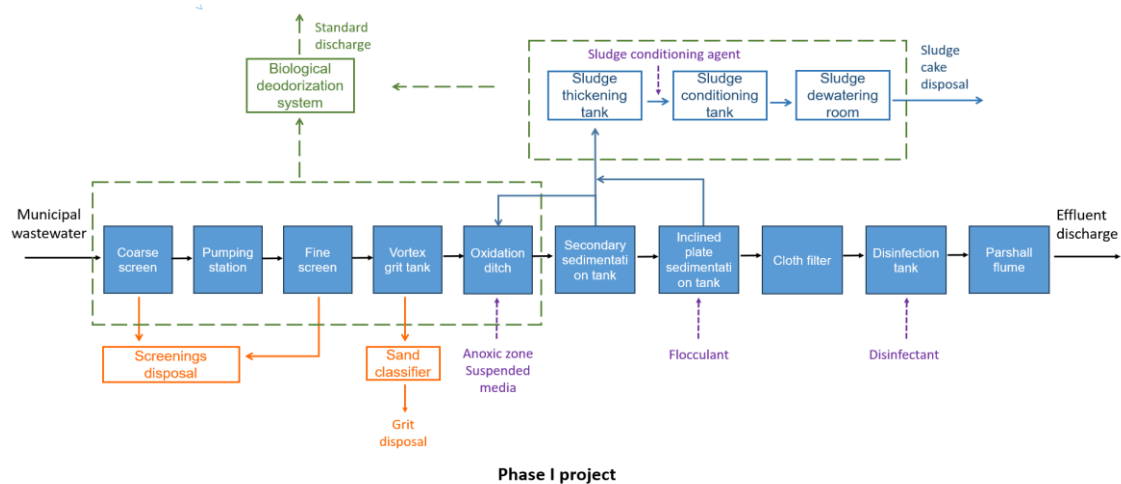 Standard
discharge
Biological
deodorization
system
Sludge conditioning agent
Sludge
thickening
tank
Sludge
conditioning
tank
Sludge
dewatering
room
Sludge
cake
disposal
Municipal
wastewater
Coarse
screen
Pumping
station
Fine
screen
Vortex
grit tank
Oxidation
ditch
Secondary
sedimentati
on tank
Inclined
plate
sedimentati
on tank
Cloth filter
Disinfection
tank
Parshall
flume
Effluent
discharge
Screenings
disposal
Sand
classifier
Grit
disposal
Anoxic zone
Suspended
media
Flocculant
Disinfectant
Phase I project